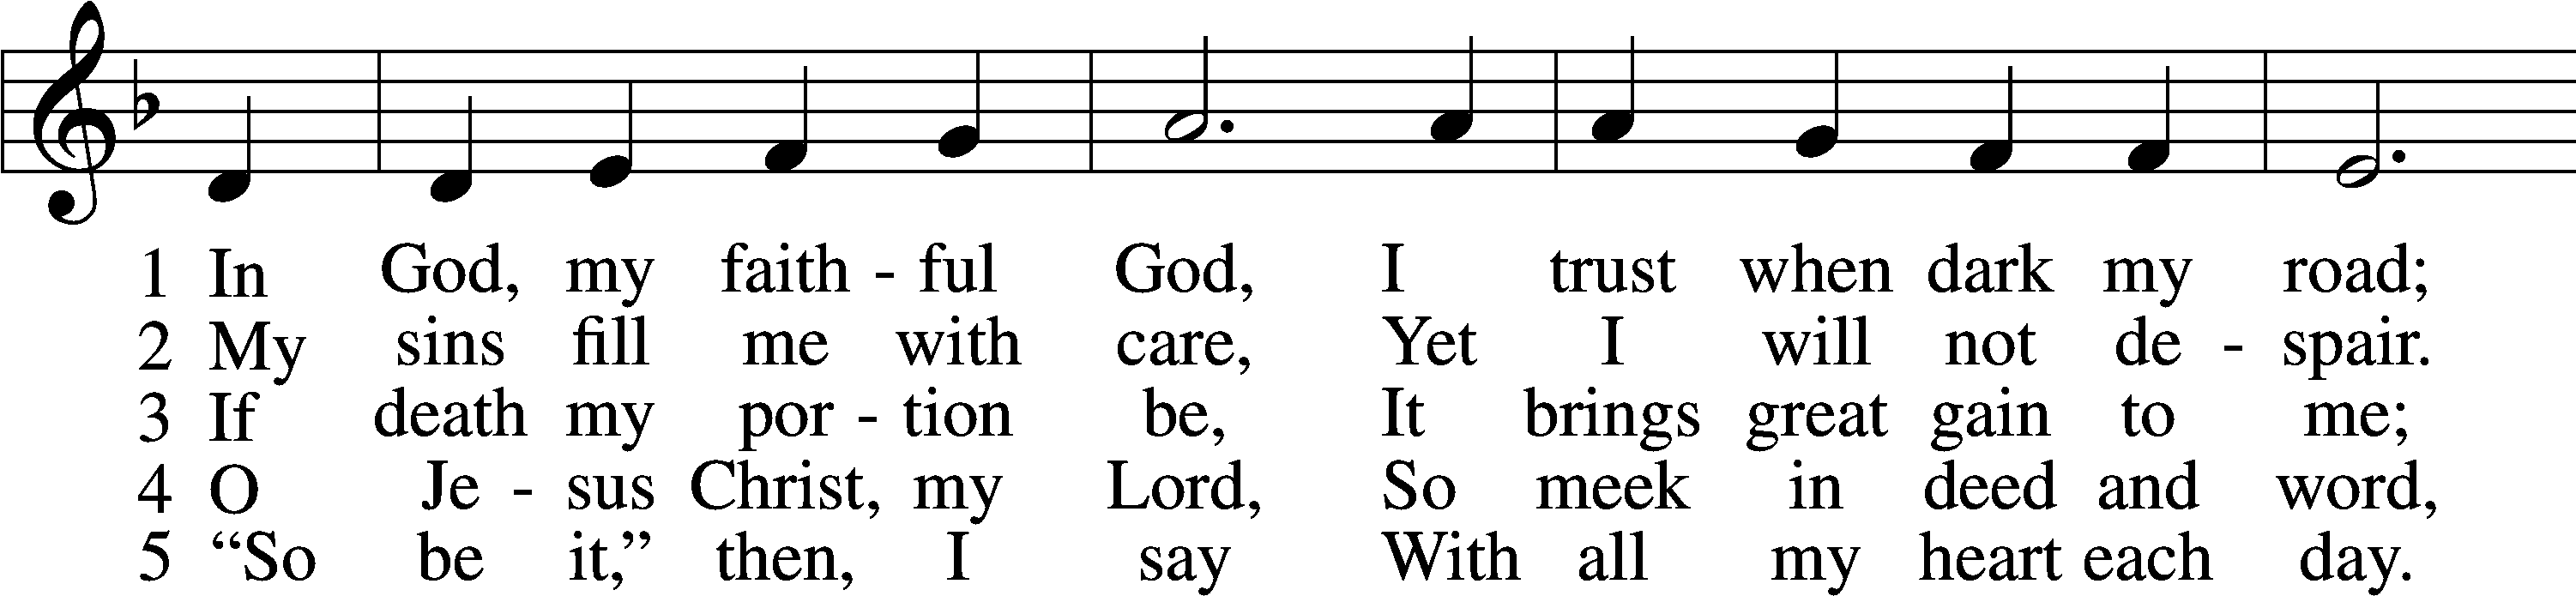 1 In God, my faith - ful God, I trust when dark my road;
2 My sins fill me with care, Yet I will not de - spair.
3 If death my por - tion be, It brings great gain to me;
4 O Je - sus Christ, my Lord, So meek in deed and word,
5 “So be it,” then, I say With all my heart each day.